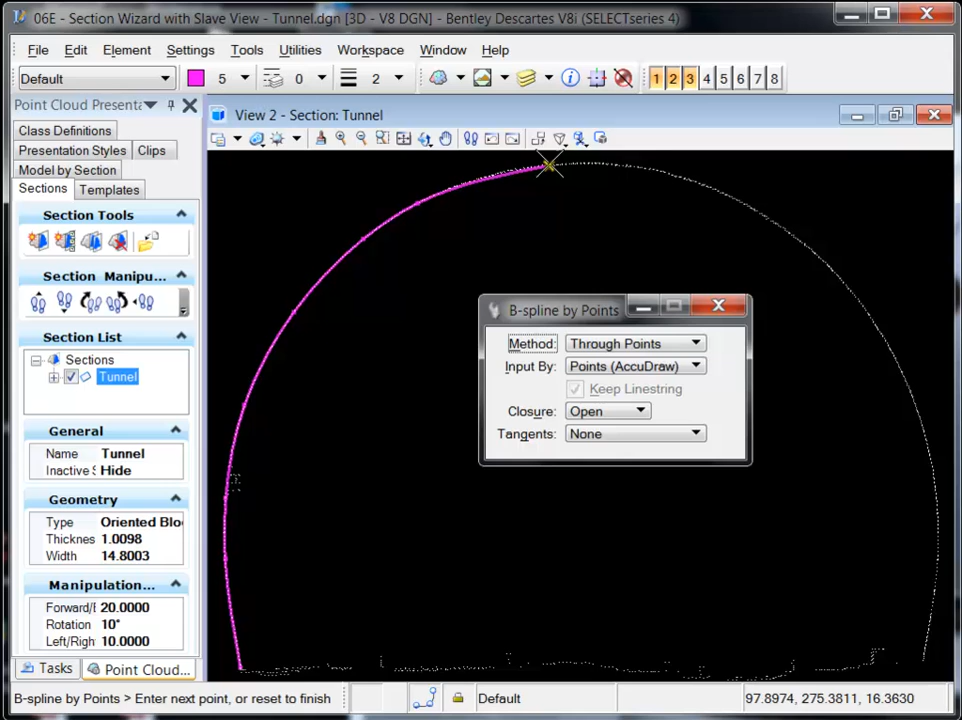 06E - Section Wizard with Slave View - Tunnel.dgn [3D - V8 DGN] - Bentley Descartes V8i (SELECTseries 4)
File Edit Element Settings Tools Utilities Workspace Window Help
Default 5 0 2 1 2 3 4 5 6 7 8
Point Cloud Presenta
View 2 - Section: Tunnel
Class Definitions
Presentation Styles Clips
Model by Section
Sections Templates
Section Tools
Section Manipu...
Section List
Sections
Tunnel
General
Name Tunnel
Inactive S Hide
Geometry
Type Oriented Blo
Thicknes 1.0098
Width 14.8003
Manipulation...
Forward/E 20.0000
Rotation 10°
Left/Righ 10.0000
Tasks Point Cloud...
B-spline by Points
Method: Through Points
Input By: Points (AccuDraw)
Keep Linestring
Closure: Open
Tangents: None
B-spline by Points > Enter next point, or reset to finish Default 97.8974, 275.3811, 16.3630